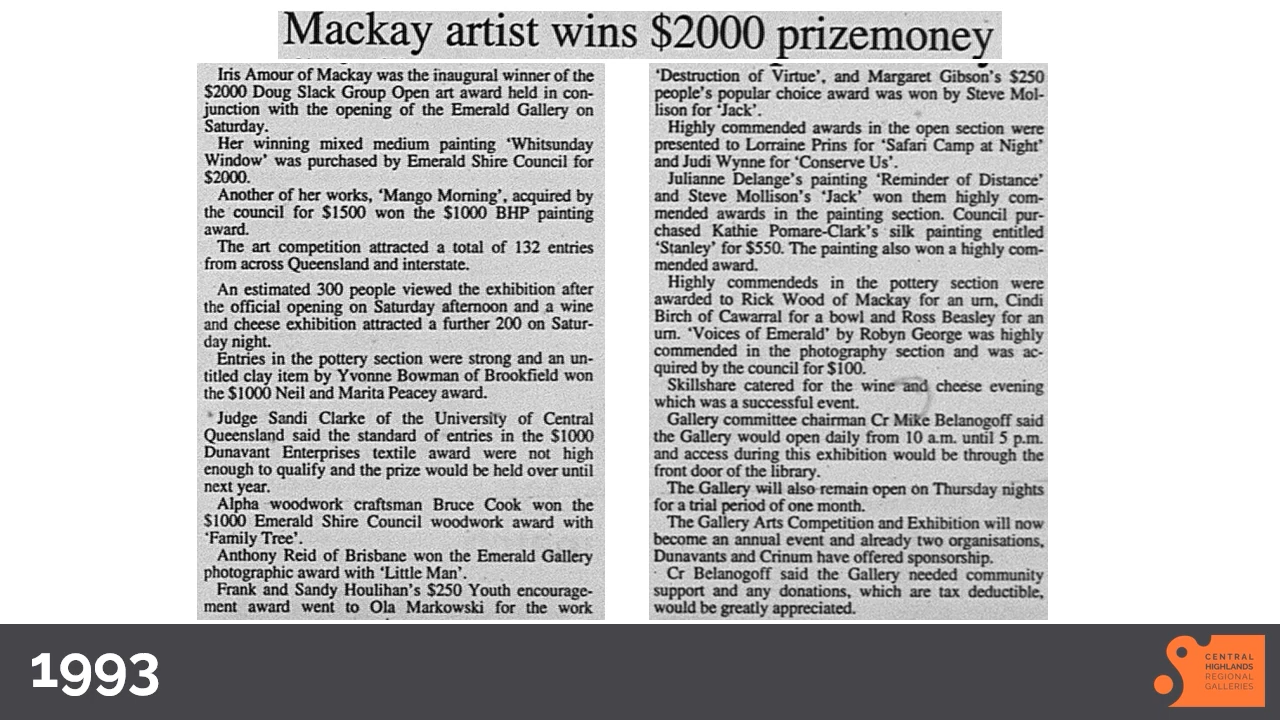 Mackay artist wins $2000 prizemoney
Iris Amour of Mackay was the inaugural winner of the
$2000 Doug Slack Group Open art award held in con-
junction with the opening of the Emerald Gallery on
Saturday.
Her winning mixed medium painting ‘Whitsunday
Window’ was purchased by Emerald Shire Council for
$2000.
Another of her works, ‘Mango Morning’, acquired by
the council for $1500 won the $1000 BHP painting
award.
The art competition attracted a total of 132 entries
from across Queensland and interstate.
An estimated 300 people viewed the exhibition after
the official opening on Saturday afternoon and a wine
and cheese exhibition attracted a further 200 on Satur-
day night.
Entries in the pottery section were strong and an un-
titled clay item by Yvonne Bowman of Brookfield won
the $1000 Neil and Marita Peacey award.
Judge Sandi Clarke of the University of Central
Queensland said the standard of entries in the $1000
Dunavant Enterprises textile award were not high
enough to qualify and the prize would be held over until
next year.
Alpha woodwork craftsman Bruce Cook won the
$1000 Emerald Shire Council woodwork award with
‘Family Tree’.
Anthony Reid of Brisbane won the Emerald Gallery
photographic award with ‘Little Man’.
Frank and Sandy Houlihan’s $250 Youth encourage-
ment award went to Ola Markowski for the work
‘Destruction of Virtue’, and Margaret Gibson’s $250
people’s popular choice award was won by Steve Mol-
lison for ‘Jack’.
Highly commended awards in the open section were
presented to Lorraine Prins for ‘Safari Camp at Night’
and Judi Wynne for ‘Conserve Us’.
Julianne Delange’s painting ‘Reminder of Distance’
and Steve Mollison’s ‘Jack’ won them highly com-
mended awards in the painting section. Council pur-
chased Kathie Pomare-Clark’s silk painting entitled
‘Stanley’ for $550. The painting also won a highly com-
mended award.
Highly commendeds in the pottery section were
awarded to Rick Wood of Mackay for an urn, Cindi
Birch of Cawarral for a bowl and Ross Beasley for an
urn. ‘Voices of Emerald’ by Robyn George was highly
commended in the photography section and was ac-
quired by the council for $100.
Skillshare catered for the wine and cheese evening
which was a successful event.
Gallery committee chairman Cr Mike Belanogoff said
the Gallery would open daily from 10 a.m. until 5 p.m.
and access during this exhibition would be through the
front door of the library.
The Gallery will also remain open on Thursday nights
for a trial period of one month.
The Gallery Arts Competition and Exhibition will now
become an annual event and already two organisations,
Dunavants and Crinum have offered sponsorship.
Cr Belanogoff said the Gallery needed community
support and any donations, which are tax deductible,
would be greatly appreciated.
1993
CENTRAL
HIGHLANDS
REGIONAL
GALLERIES